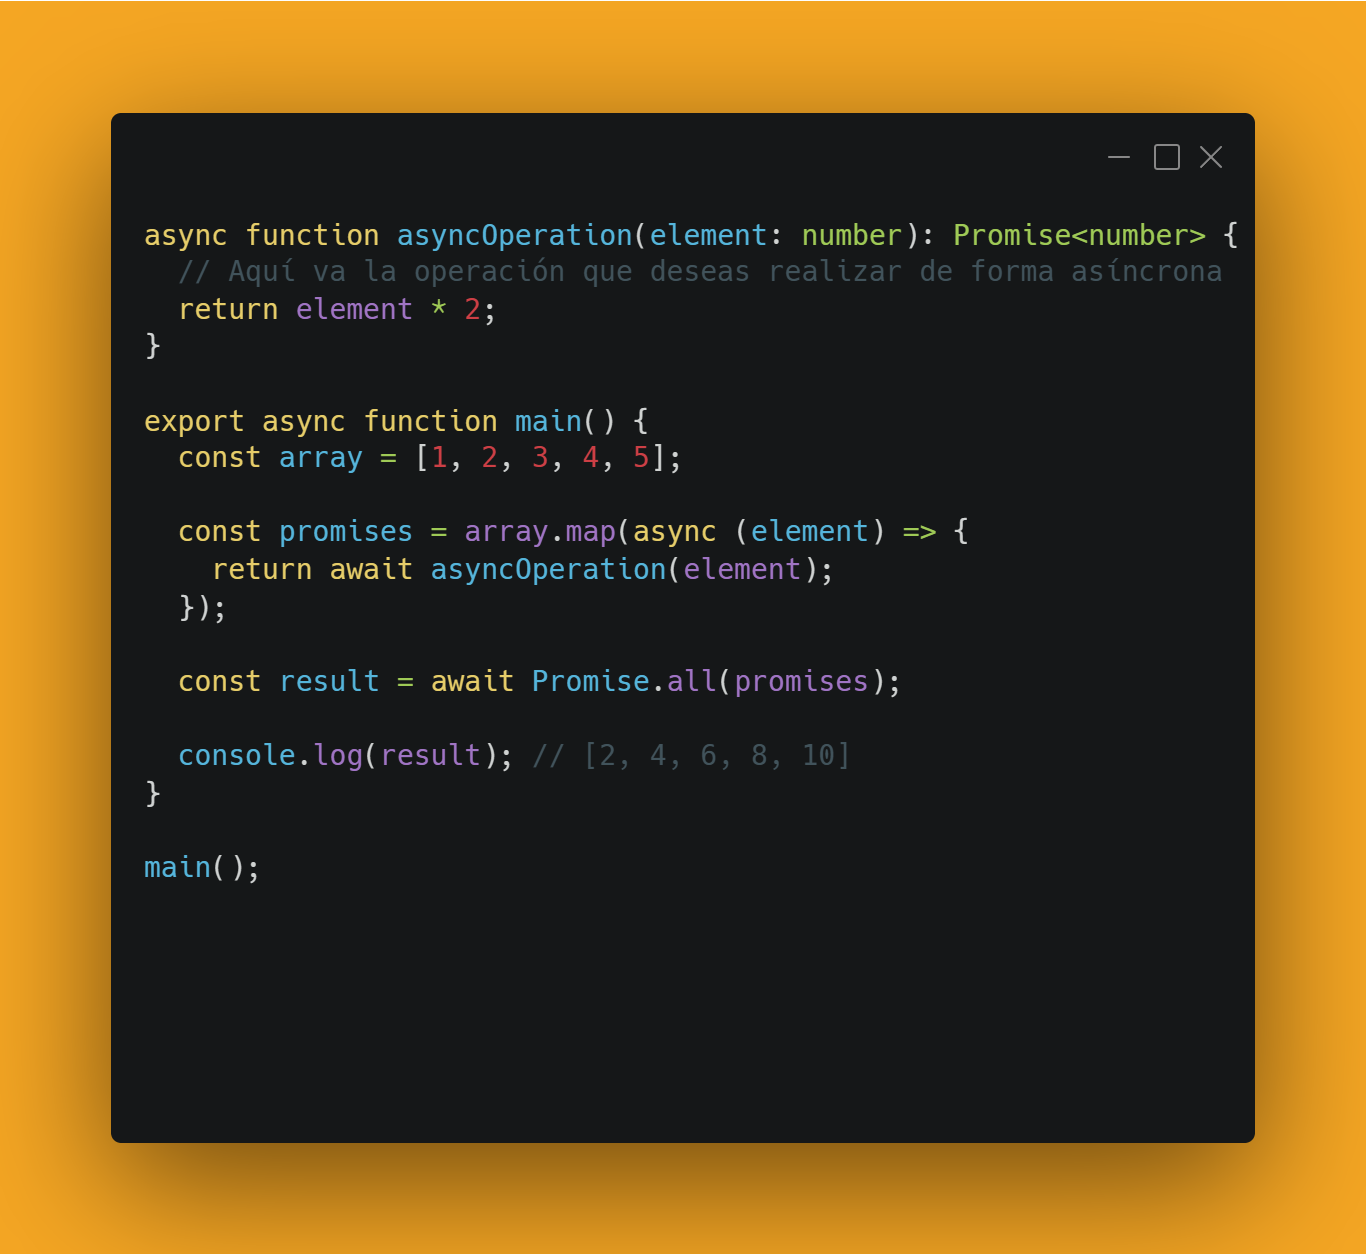 async function asyncOperation(element: number): Promise<number> {
  // Aquí va la operación que deseas realizar de forma asíncrona
  return element * 2;
}

export async function main() {
  const array = [1, 2, 3, 4, 5];

  const promises = array.map(async (element) => {
    return await asyncOperation(element);
  });

  const result = await Promise.all(promises);

  console.log(result); // [2, 4, 6, 8, 10]
}

main();